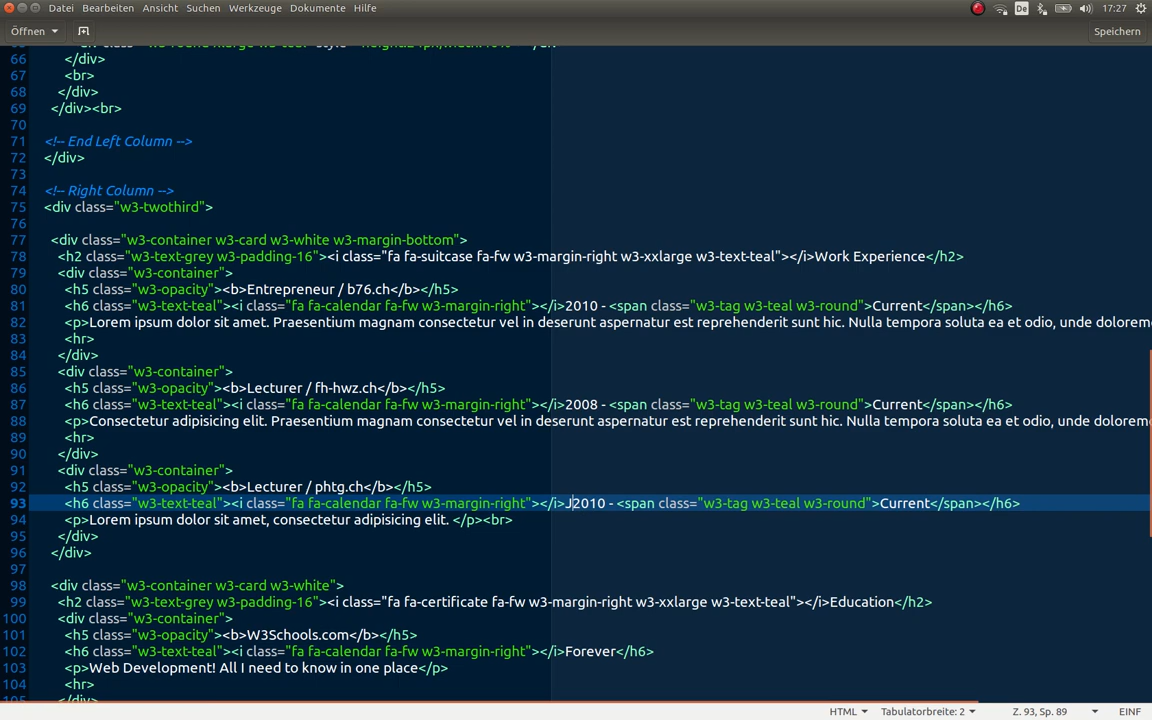 Datei Bearbeiten Ansicht Suchen Werkzeuge Dokumente Hilfe De 17:27
Öffnen Speichern
66 </div>
67 <br>
68 </div>
69 </div><br>
70
71 <!-- End Left Column -->
72 </div>
73
74 <!-- Right Column -->
75 <div class="w3-twothird">
76
77 <div class="w3-container w3-card w3-white w3-margin-bottom">
78 <h2 class="w3-text-grey w3-padding-16"><i class="fa fa-suitcase fa-fw w3-margin-right w3-xxlarge w3-text-teal"></i>Work Experience</h2>
79 <div class="w3-container">
80 <h5 class="w3-opacity"><b>Entrepreneur / b76.ch</b></h5>
81 <h6 class="w3-text-teal"><i class="fa fa-calendar fa-fw w3-margin-right"></i>2010 - <span class="w3-tag w3-teal w3-round">Current</span></h6>
82 <p>Lorem ipsum dolor sit amet. Praesentium magnam consectetur vel in deserunt aspernatur est reprehenderit sunt hic. Nulla tempora soluta ea et odio, unde dolorem
83 <hr>
84 </div>
85 <div class="w3-container">
86 <h5 class="w3-opacity"><b>Lecturer / fh-hwz.ch</b></h5>
87 <h6 class="w3-text-teal"><i class="fa fa-calendar fa-fw w3-margin-right"></i>2008 - <span class="w3-tag w3-teal w3-round">Current</span></h6>
88 <p>Consectetur adipisicing elit. Praesentium magnam consectetur vel in deserunt aspernatur est reprehenderit sunt hic. Nulla tempora soluta ea et odio, unde dolorem
89 <hr>
90 </div>
91 <div class="w3-container">
92 <h5 class="w3-opacity"><b>Lecturer / phtg.ch</b></h5>
93 <h6 class="w3-text-teal"><i class="fa fa-calendar fa-fw w3-margin-right"></i>J2010 - <span class="w3-tag w3-teal w3-round">Current</span></h6>
94 <p>Lorem ipsum dolor sit amet, consectetur adipisicing elit. </p><br>
95 </div>
96 </div>
97
98 <div class="w3-container w3-card w3-white">
99 <h2 class="w3-text-grey w3-padding-16"><i class="fa fa-certificate fa-fw w3-margin-right w3-xxlarge w3-text-teal"></i>Education</h2>
100 <div class="w3-container">
101 <h5 class="w3-opacity"><b>W3Schools.com</b></h5>
102 <h6 class="w3-text-teal"><i class="fa fa-calendar fa-fw w3-margin-right"></i>Forever</h6>
103 <p>Web Development! All I need to know in one place</p>
104 <hr>
105 </div>
HTML Tabulatorbreite: 2 Z. 93, Sp. 89 EINF